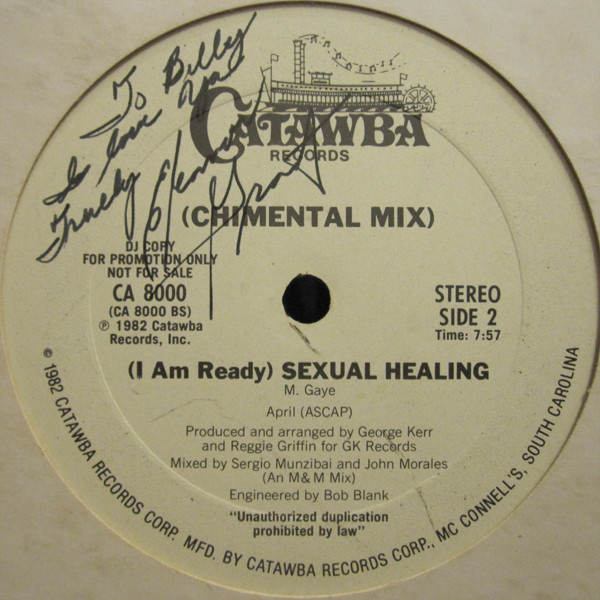 To Billy
I love Ya
Truely
CATAWBA
RECORDS
(CHIMENTAL MIX)
DJ COPY
FOR PROMOTION ONLY
NOT FOR SALE
CA 8000
(CA 8000 BS)
℗ 1982 Catawba
Records, Inc.
STEREO
SIDE 2
Time: 7:57
(I Am Ready) SEXUAL HEALING
M. Gaye
April (ASCAP)
Produced and arranged by George Kerr
and Reggie Griffin for GK Records
Mixed by Sergio Munzibai and John Morales
(An M&M Mix)
Engineered by Bob Blank
"Unauthorized duplication
prohibited by law"
© 1982 CATAWBA RECORDS CORP. MFD. BY CATAWBA RECORDS CORP., MC CONNELL'S, SOUTH CAROLINA